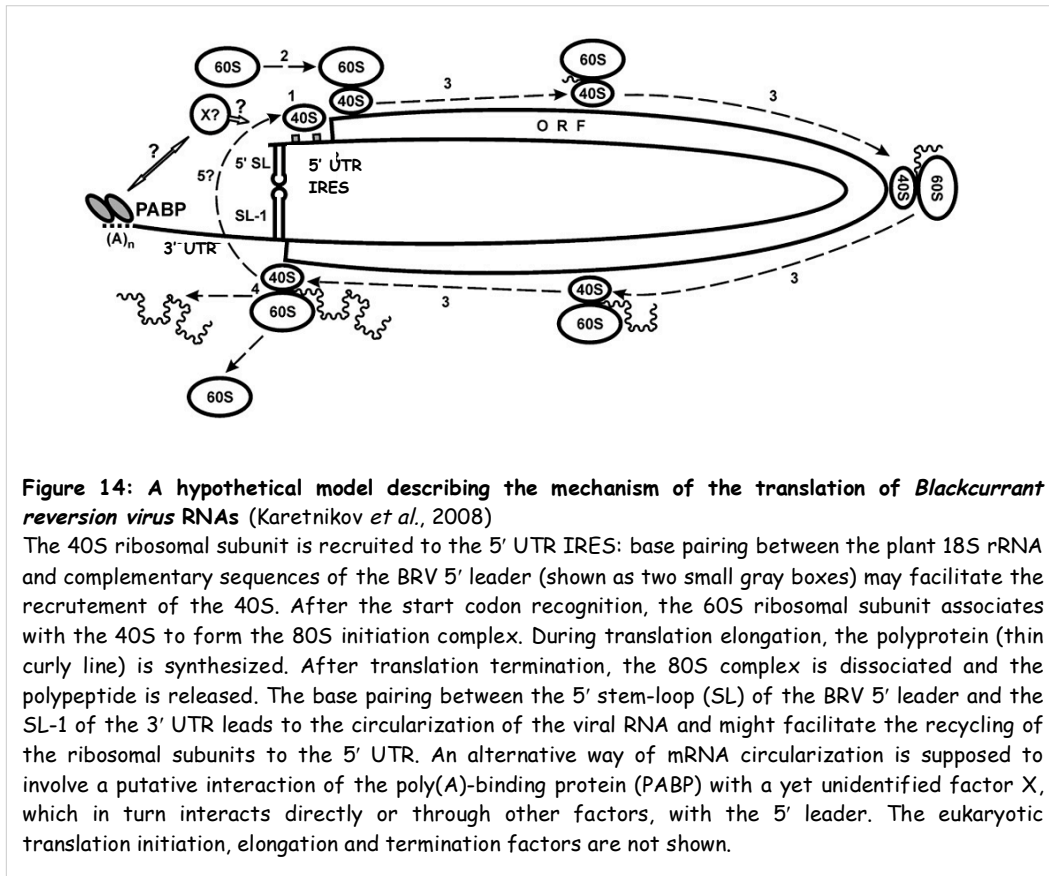 60S
2
60S
60S
1
3
3
X?
?
40S
40S
40S
O R F
?
5' SL
5' UTR
IRES
5?
40S
60S
PABP
SL-1
(A)n
3' UTR
3
40S
3
40S
4
60S
60S
60S
Figure 14: A hypothetical model describing the mechanism of the translation of Blackcurrant
reversion virus RNAs (Karetnikov et al., 2008)
The 40S ribosomal subunit is recruited to the 5' UTR IRES: base pairing between the plant 18S rRNA
and complementary sequences of the BRV 5' leader (shown as two small gray boxes) may facilitate the
recrutement of the 40S. After the start codon recognition, the 60S ribosomal subunit associates
with the 40S to form the 80S initiation complex. During translation elongation, the polyprotein (thin
curly line) is synthesized. After translation termination, the 80S complex is dissociated and the
polypeptide is released. The base pairing between the 5' stem-loop (SL) of the BRV 5' leader and the
SL-1 of the 3' UTR leads to the circularization of the viral RNA and might facilitate the recycling of
the ribosomal subunits to the 5' UTR. An alternative way of mRNA circularization is supposed to
involve a putative interaction of the poly(A)-binding protein (PABP) with a yet unidentified factor X,
which in turn interacts directly or through other factors, with the 5' leader. The eukaryotic
translation initiation, elongation and termination factors are not shown.